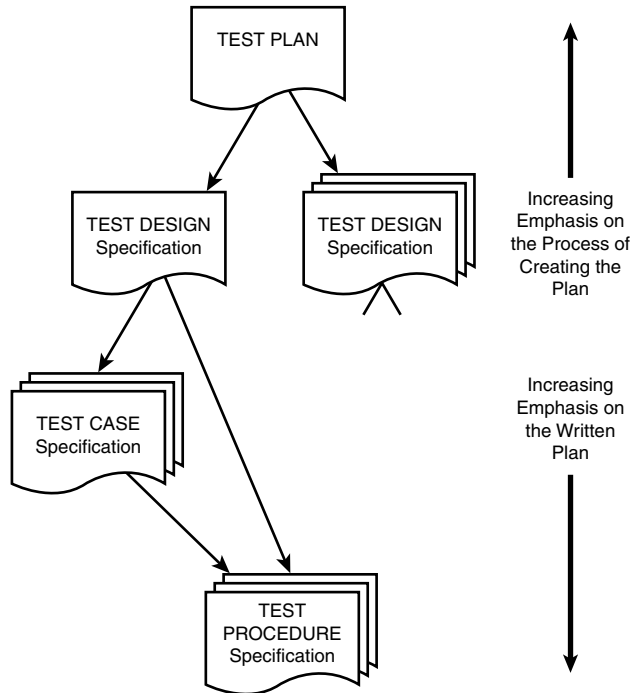 TEST PLAN
TEST DESIGN
Specification
TEST DESIGN
Specification
Increasing
Emphasis on
the Process of
Creating the
Plan
TEST CASE
Specification
Increasing
Emphasis on
the Written
Plan
TEST
PROCEDURE
Specification